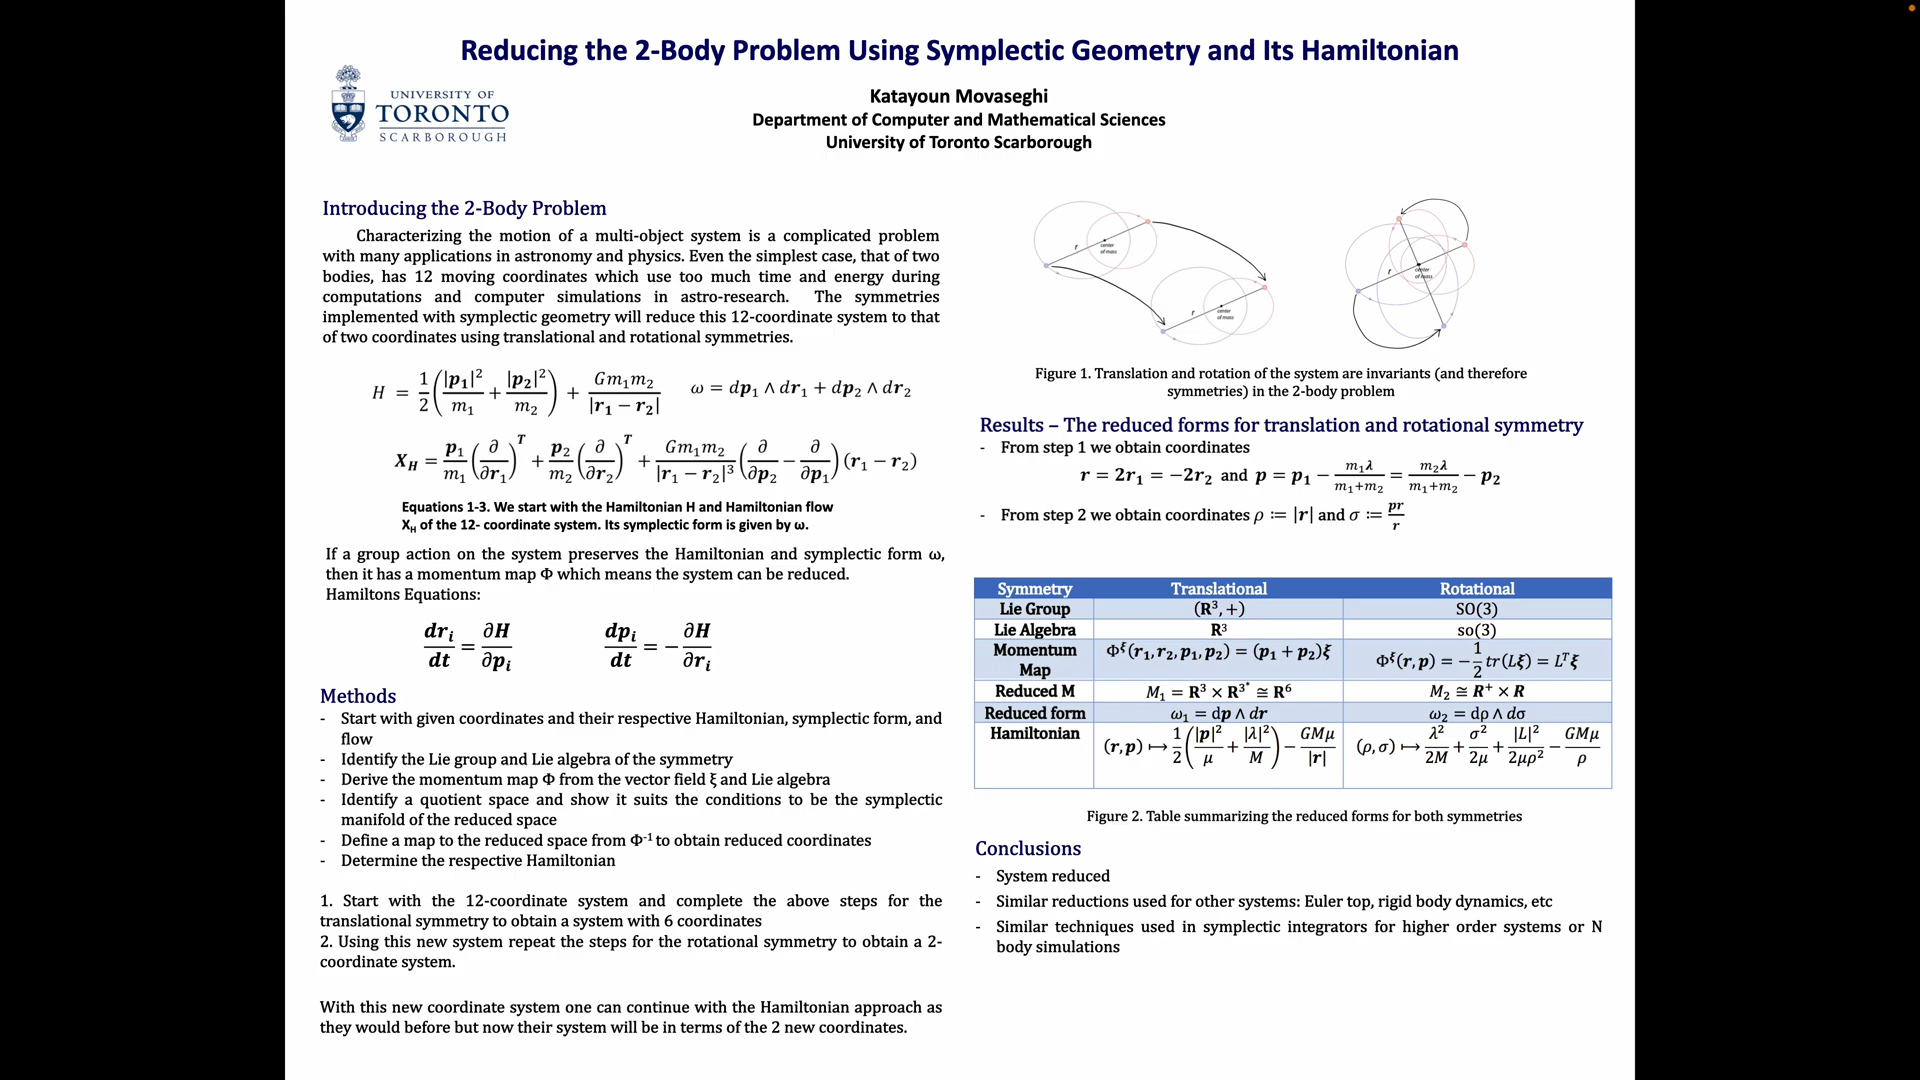 Reducing the 2-Body Problem Using Symplectic Geometry and Its Hamiltonian
UNIVERSITY OF
TORONTO
SCARBOROUGH
Katayoun Movaseghi
Department of Computer and Mathematical Sciences
University of Toronto Scarborough
Introducing the 2-Body Problem
Characterizing the motion of a multi-object system is a complicated problem
with many applications in astronomy and physics. Even the simplest case, that of two
bodies, has 12 moving coordinates which use too much time and energy during
computations and computer simulations in astro-research. The symmetries
implemented with symplectic geometry will reduce this 12-coordinate system to that
of two coordinates using translational and rotational symmetries.
H = 1/2 (|p₁|²/m₁ + |p₂|²/m₂) + Gm₁m₂/|r₁ − r₂| ω = dp₁ ∧ dr₁ + dp₂ ∧ dr₂
X_H = p₁/m₁ (∂/∂r₁)ᵀ + p₂/m₂ (∂/∂r₂)ᵀ + Gm₁m₂/|r₁ − r₂|³ (∂/∂p₂ − ∂/∂p₁)(r₁ − r₂)
Equations 1-3. We start with the Hamiltonian H and Hamiltonian flow
X_H of the 12- coordinate system. Its symplectic form is given by ω.
If a group action on the system preserves the Hamiltonian and symplectic form ω,
then it has a momentum map Φ which means the system can be reduced.
Hamiltons Equations:
drᵢ/dt = ∂H/∂pᵢ dpᵢ/dt = − ∂H/∂rᵢ
Methods
- Start with given coordinates and their respective Hamiltonian, symplectic form, and
flow
- Identify the Lie group and Lie algebra of the symmetry
- Derive the momentum map Φ from the vector field ξ and Lie algebra
- Identify a quotient space and show it suits the conditions to be the symplectic
manifold of the reduced space
- Define a map to the reduced space from Φ⁻¹ to obtain reduced coordinates
- Determine the respective Hamiltonian
1. Start with the 12-coordinate system and complete the above steps for the
translational symmetry to obtain a system with 6 coordinates
2. Using this new system repeat the steps for the rotational symmetry to obtain a 2-
coordinate system.
With this new coordinate system one can continue with the Hamiltonian approach as
they would before but now their system will be in terms of the 2 new coordinates.
r
center
of mass
r
center
of mass
r
center
of mass
Figure 1. Translation and rotation of the system are invariants (and therefore
symmetries) in the 2-body problem
Results – The reduced forms for translation and rotational symmetry
- From step 1 we obtain coordinates
r = 2r₁ = −2r₂ and p = p₁ − m₁λ/(m₁+m₂) = m₂λ/(m₁+m₂) − p₂
- From step 2 we obtain coordinates ρ := |r| and σ := pr/r
Symmetry Translational Rotational
Lie Group (R³, +) SO(3)
Lie Algebra R³ so(3)
Momentum Map Φ^ξ(r₁, r₂, p₁, p₂) = (p₁ + p₂)ξ Φ^ξ(r, p) = − 1/2 tr(Lξ) = Lᵀξ
Reduced M M₁ = R³ × R³* ≅ R⁶ M₂ ≅ R⁺ × R
Reduced form ω₁ = dp ∧ dr ω₂ = dρ ∧ dσ
Hamiltonian (r, p) ↦ 1/2 (|p|²/μ + |λ|²/M) − GMμ/|r| (ρ, σ) ↦ λ²/2M + σ²/2μ + |L|²/2μρ² − GMμ/ρ
Figure 2. Table summarizing the reduced forms for both symmetries
Conclusions
- System reduced
- Similar reductions used for other systems: Euler top, rigid body dynamics, etc
- Similar techniques used in symplectic integrators for higher order systems or N
body simulations